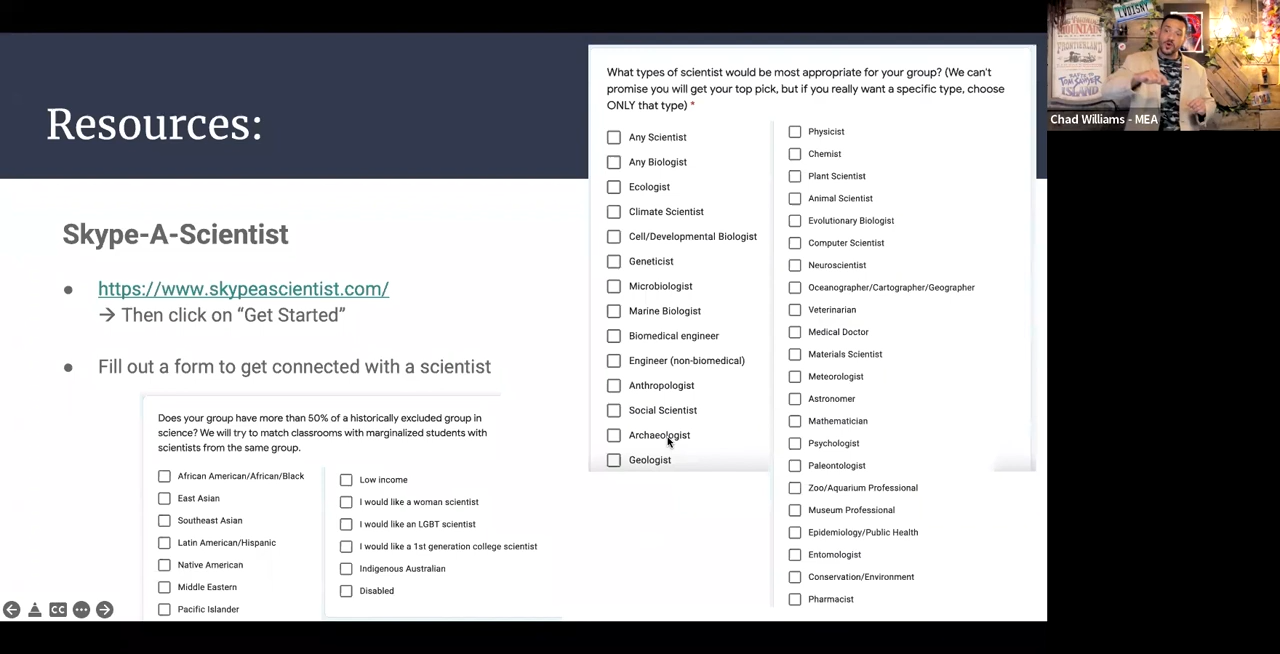 Resources:
Skype-A-Scientist
https://www.skypeascientist.com/
→ Then click on “Get Started”
Fill out a form to get connected with a scientist
Does your group have more than 50% of a historically excluded group in
science? We will try to match classrooms with marginalized students with
scientists from the same group.
African American/African/Black
East Asian
Southeast Asian
Latin American/Hispanic
Native American
Middle Eastern
Pacific Islander
Low income
I would like a woman scientist
I would like an LGBT scientist
I would like a 1st generation college scientist
Indigenous Australian
Disabled
What types of scientist would be most appropriate for your group? (We can't
promise you will get your top pick, but if you really want a specific type, choose
ONLY that type) *
Any Scientist
Any Biologist
Ecologist
Climate Scientist
Cell/Developmental Biologist
Geneticist
Microbiologist
Marine Biologist
Biomedical engineer
Engineer (non-biomedical)
Anthropologist
Social Scientist
Archaeologist
Geologist
Physicist
Chemist
Plant Scientist
Animal Scientist
Evolutionary Biologist
Computer Scientist
Neuroscientist
Oceanographer/Cartographer/Geographer
Veterinarian
Medical Doctor
Materials Scientist
Meteorologist
Astronomer
Mathematician
Psychologist
Paleontologist
Zoo/Aquarium Professional
Museum Professional
Epidemiology/Public Health
Entomologist
Conservation/Environment
Pharmacist
CC
LVDISNY
MOUNTAIN
FRONTIERLAND
TOM SAWYER
ISLAND
Chad Williams - MEA